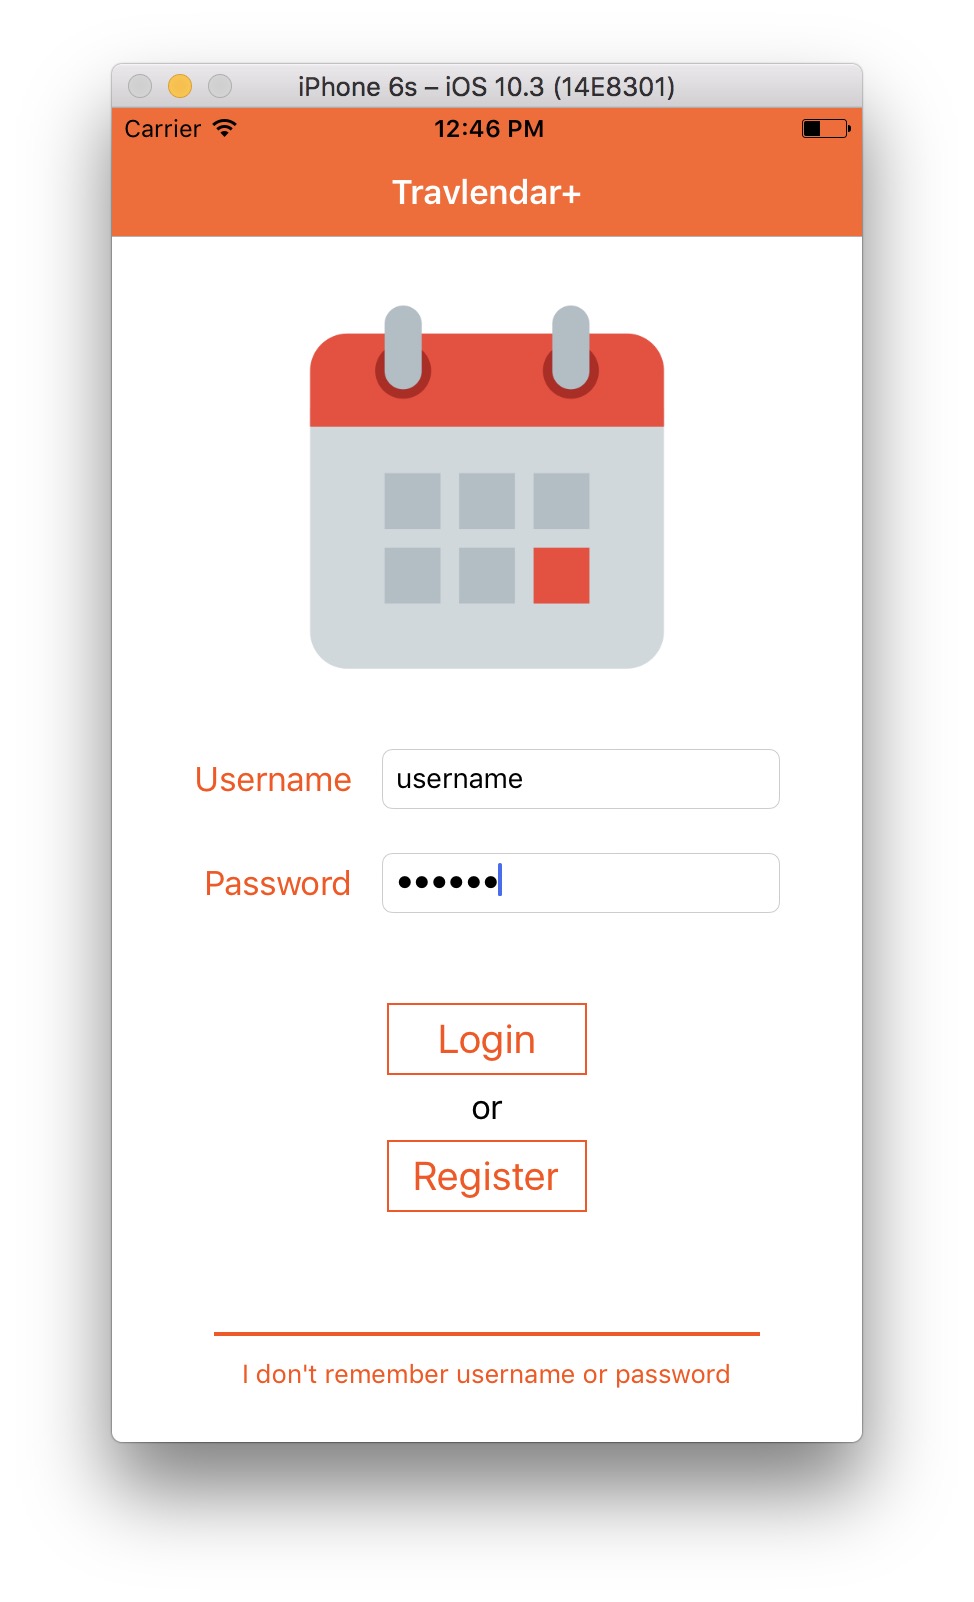 iPhone 6s – iOS 10.3 (14E8301)
Carrier 12:46 PM
Travlendar+
Username username
Password ••••••
Login
or
Register
I don't remember username or password